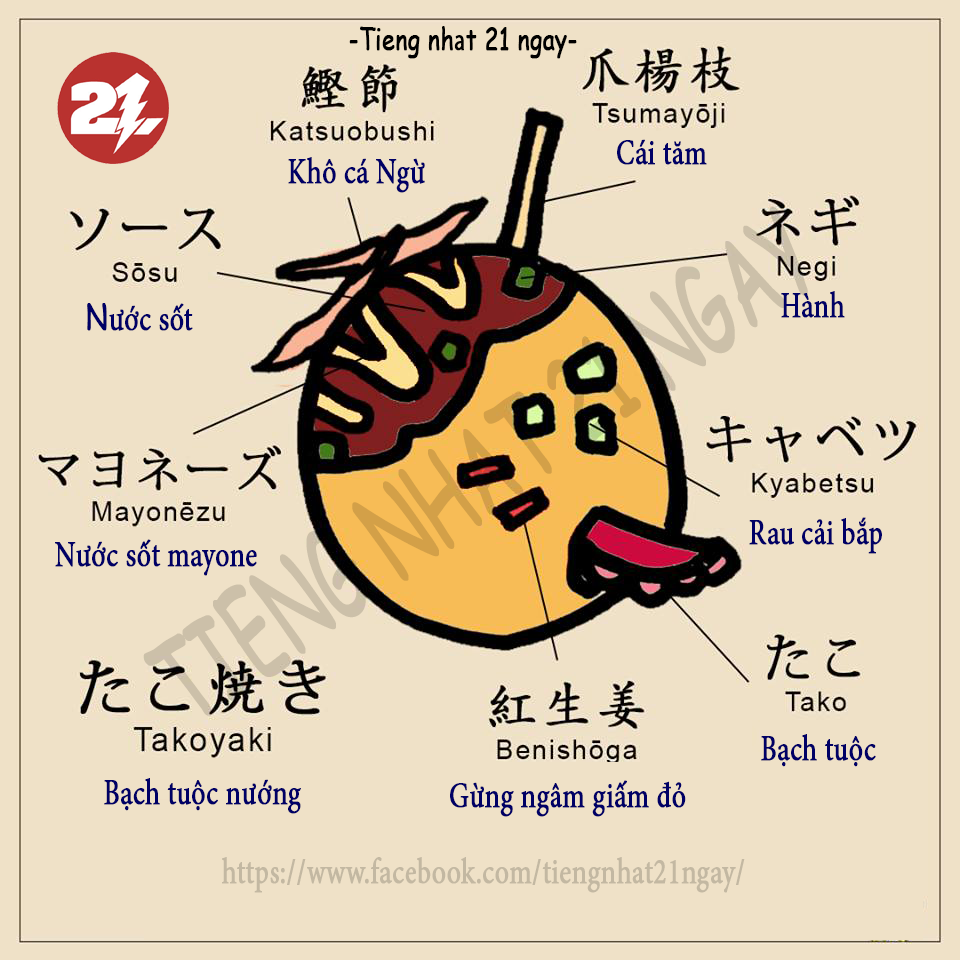 -Tieng nhat 21 ngay-
21
鰹節
Katsuobushi
Khô cá Ngừ
爪楊枝
Tsumayōji
Cái tăm
ソース
Sōsu
Nước sốt
ネギ
Negi
Hành
マヨネーズ
Mayonēzu
Nước sốt mayone
キャベツ
Kyabetsu
Rau cải bắp
たこ焼き
Takoyaki
Bạch tuộc nướng
紅生姜
Benishōga
Gừng ngâm giấm đỏ
たこ
Tako
Bạch tuộc
TIENG NHAT 21 NGAY
https://www.facebook.com/tiengnhat21ngay/